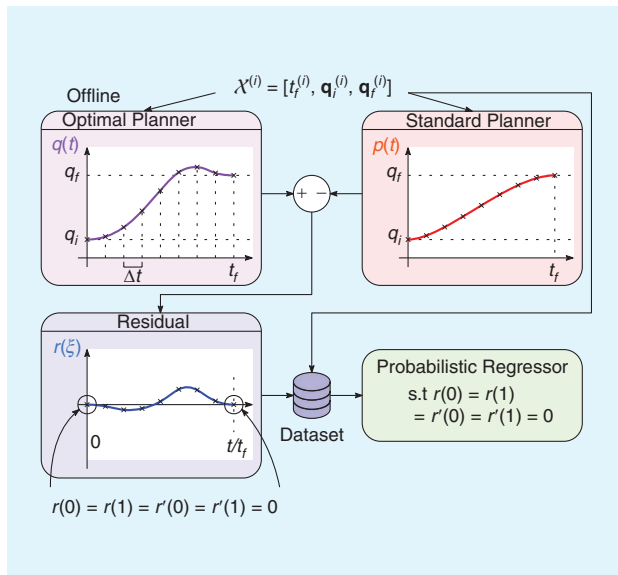 𝒳⁽ⁱ⁾ = [t_f⁽ⁱ⁾, 𝐪_i⁽ⁱ⁾, 𝐪_f⁽ⁱ⁾]
Offline
Optimal Planner
q(t)
q_f
q_i
Δt
t_f
+ −
Standard Planner
p(t)
q_f
q_i
t_f
Residual
r(ξ)
0
t/t_f
Dataset
Probabilistic Regressor
s.t r(0) = r(1)
= r′(0) = r′(1) = 0
r(0) = r(1) = r′(0) = r′(1) = 0